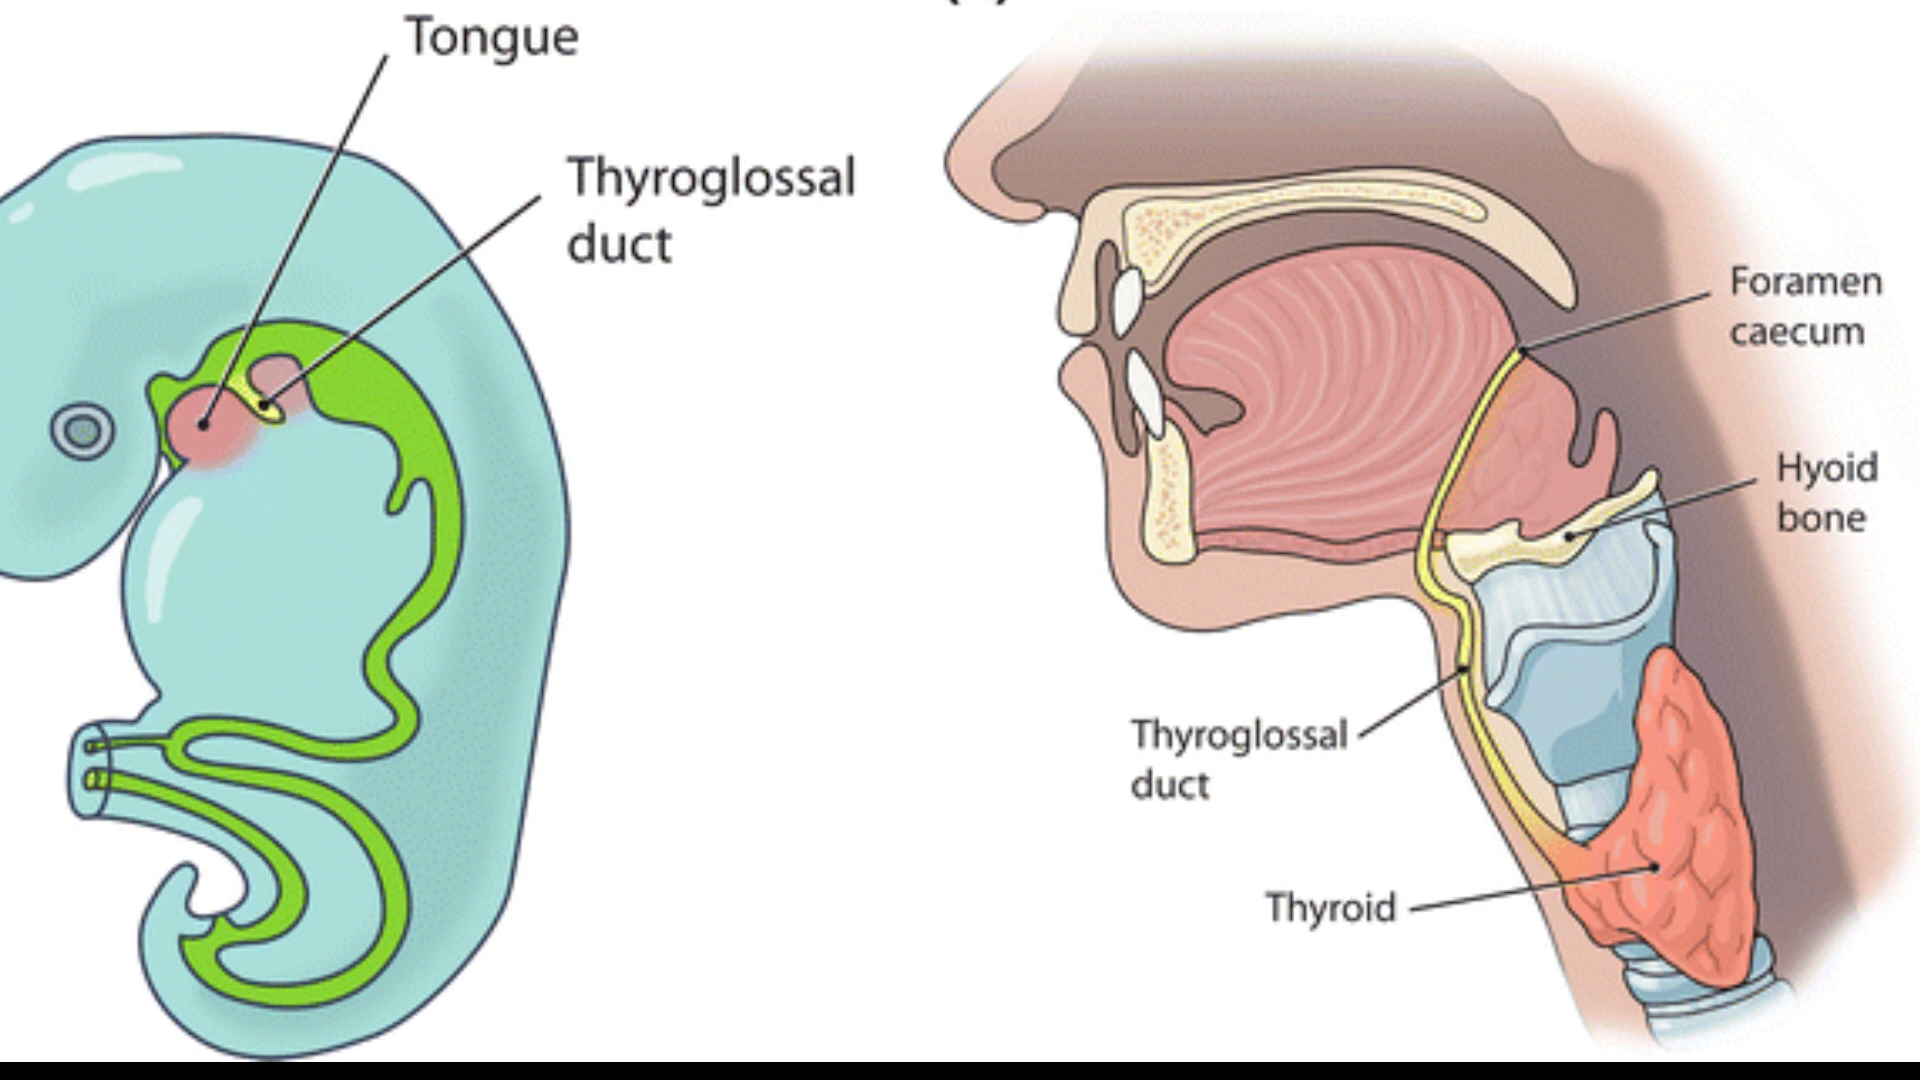 Tongue
Thyroglossal
duct
Foramen
caecum
Hyoid
bone
Thyroglossal
duct
Thyroid